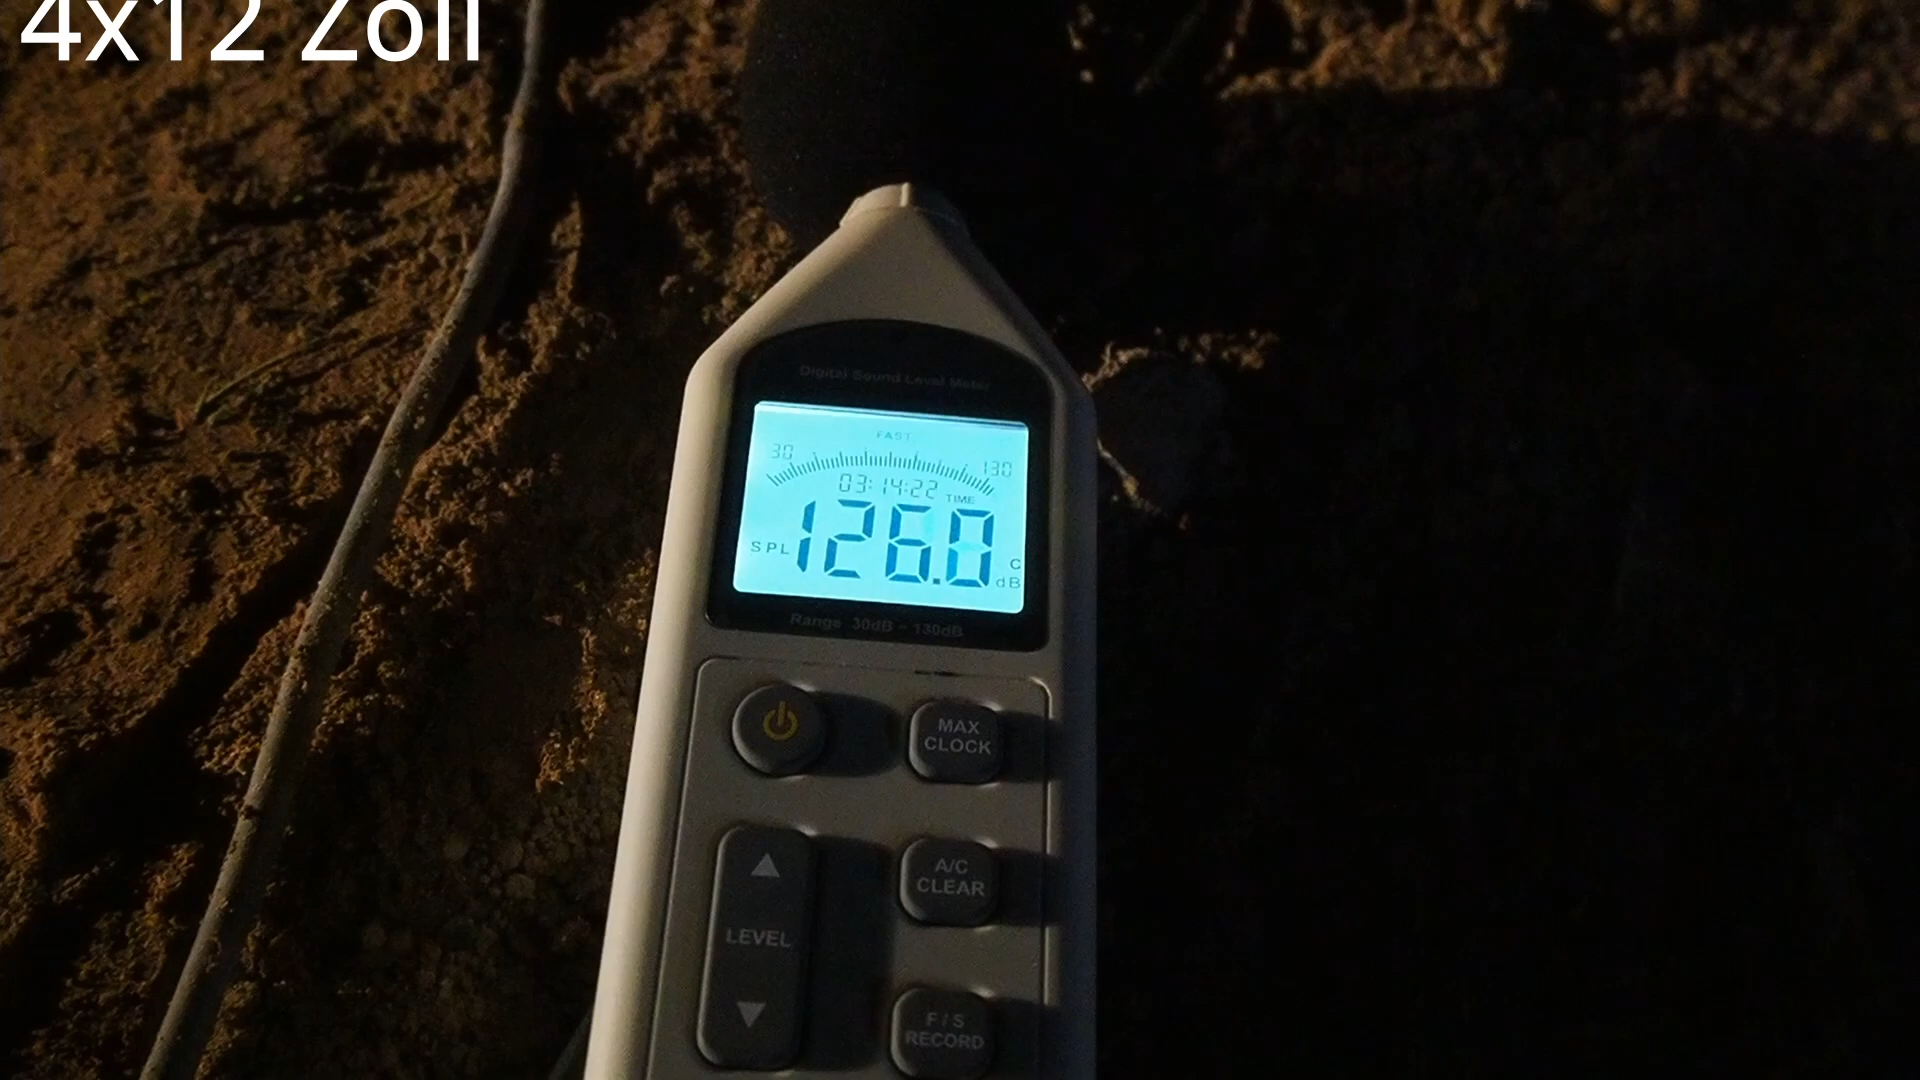 4x12 Zoll
Digital Sound Level Meter
FAST
30 130
03:14:22 TIME
SPL 126.0 C dB
Range 30dB ~ 130dB
MAX
CLOCK
A/C
CLEAR
LEVEL
F/S
RECORD